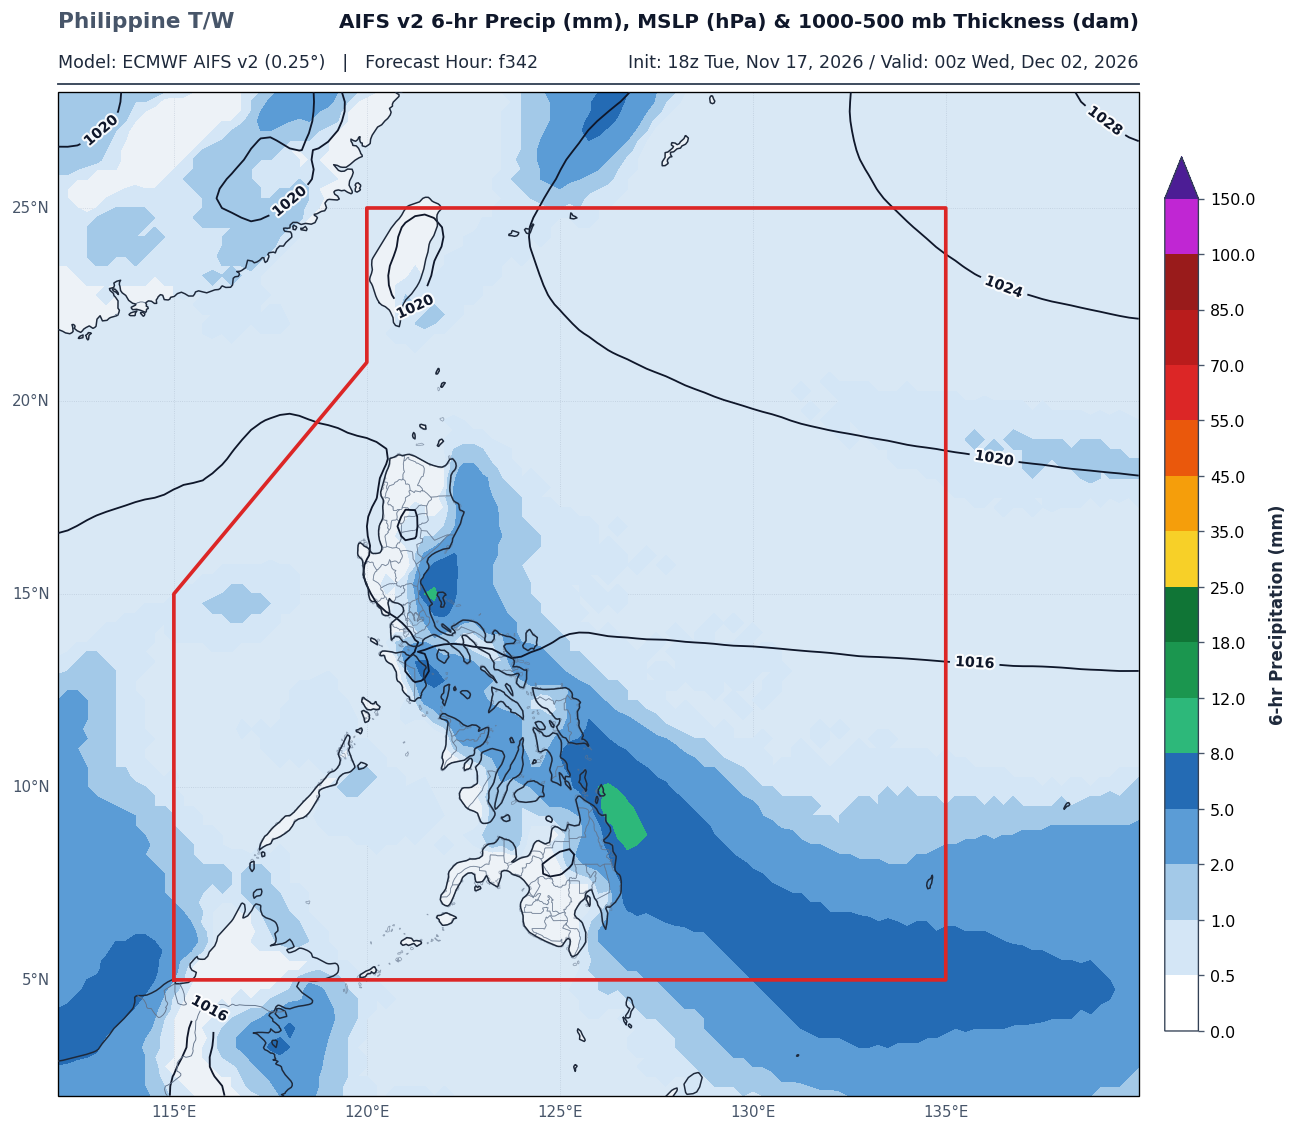 Philippine T/W
AIFS v2 6-hr Precip (mm), MSLP (hPa) & 1000-500 mb Thickness (dam)
Model: ECMWF AIFS v2 (0.25°) | Forecast Hour: f342
Init: 18z Tue, Nov 17, 2026 / Valid: 00z Wed, Dec 02, 2026
1020
1028
1020
25°N
1024
1020
20°N
1020
15°N
1016
10°N
5°N
1016
115°E
120°E
125°E
130°E
135°E
150.0
100.0
85.0
70.0
55.0
45.0
35.0
25.0
18.0
12.0
8.0
5.0
2.0
1.0
0.5
0.0
6-hr Precipitation (mm)